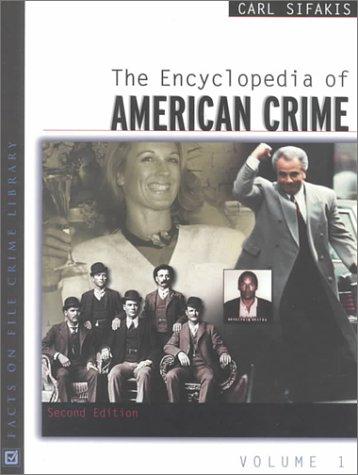 CARL SIFAKIS
The Encyclopedia of
AMERICAN CRIME
FACTS ON FILE CRIME LIBRARY
Second Edition
VOLUME 1